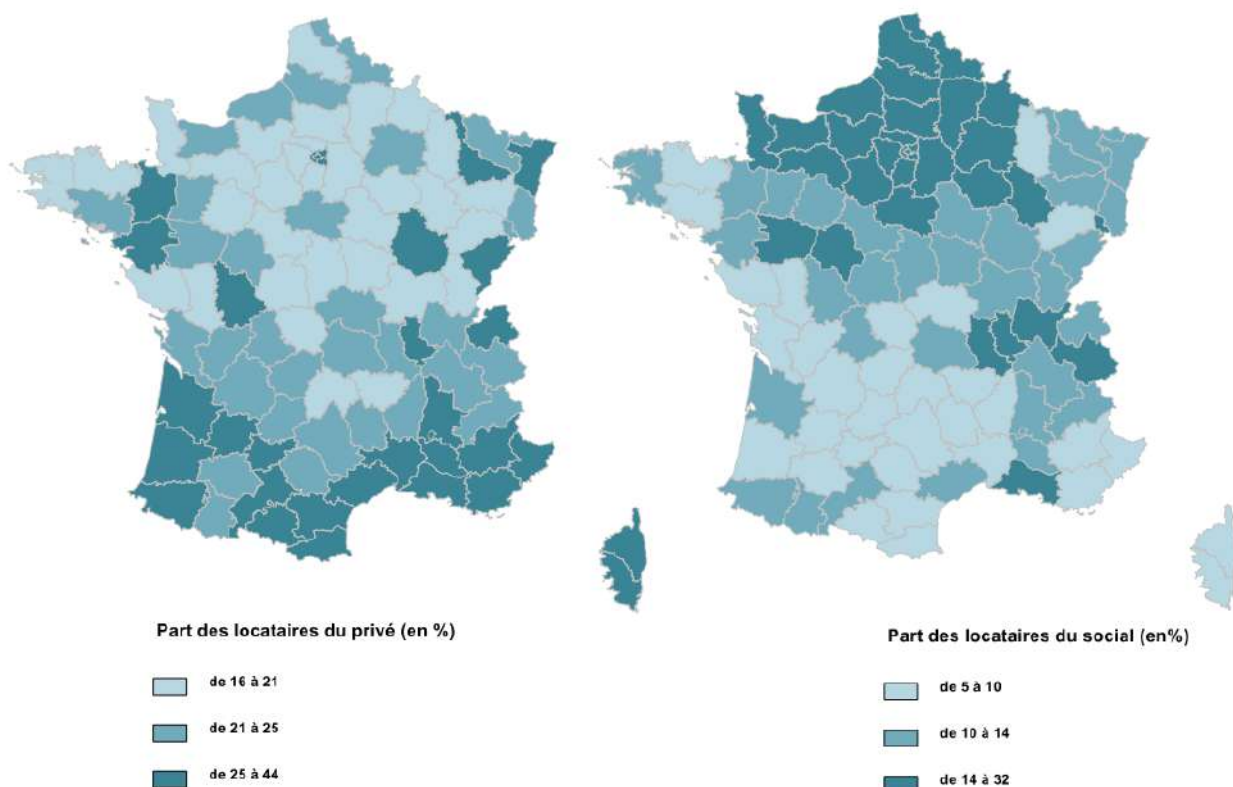 Part des locataires du privé (en %)
de 16 à 21
de 21 à 25
de 25 à 44
Part des locataires du social (en%)
de 5 à 10
de 10 à 14
de 14 à 32